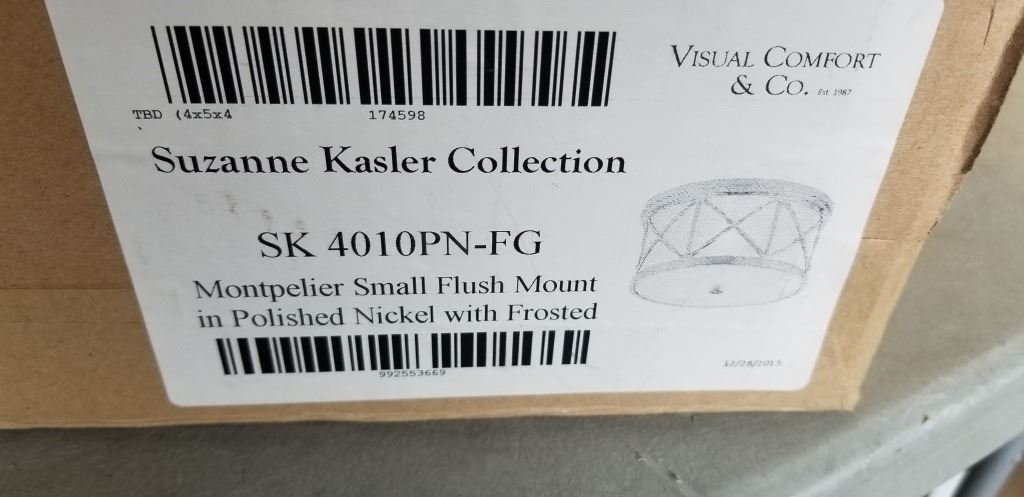 VISUAL COMFORT
& CO. Est 1987
TBD (4x5x4
174598
Suzanne Kasler Collection
SK 4010PN-FG
Montpelier Small Flush Mount
in Polished Nickel with Frosted
992553669
12/28/2015